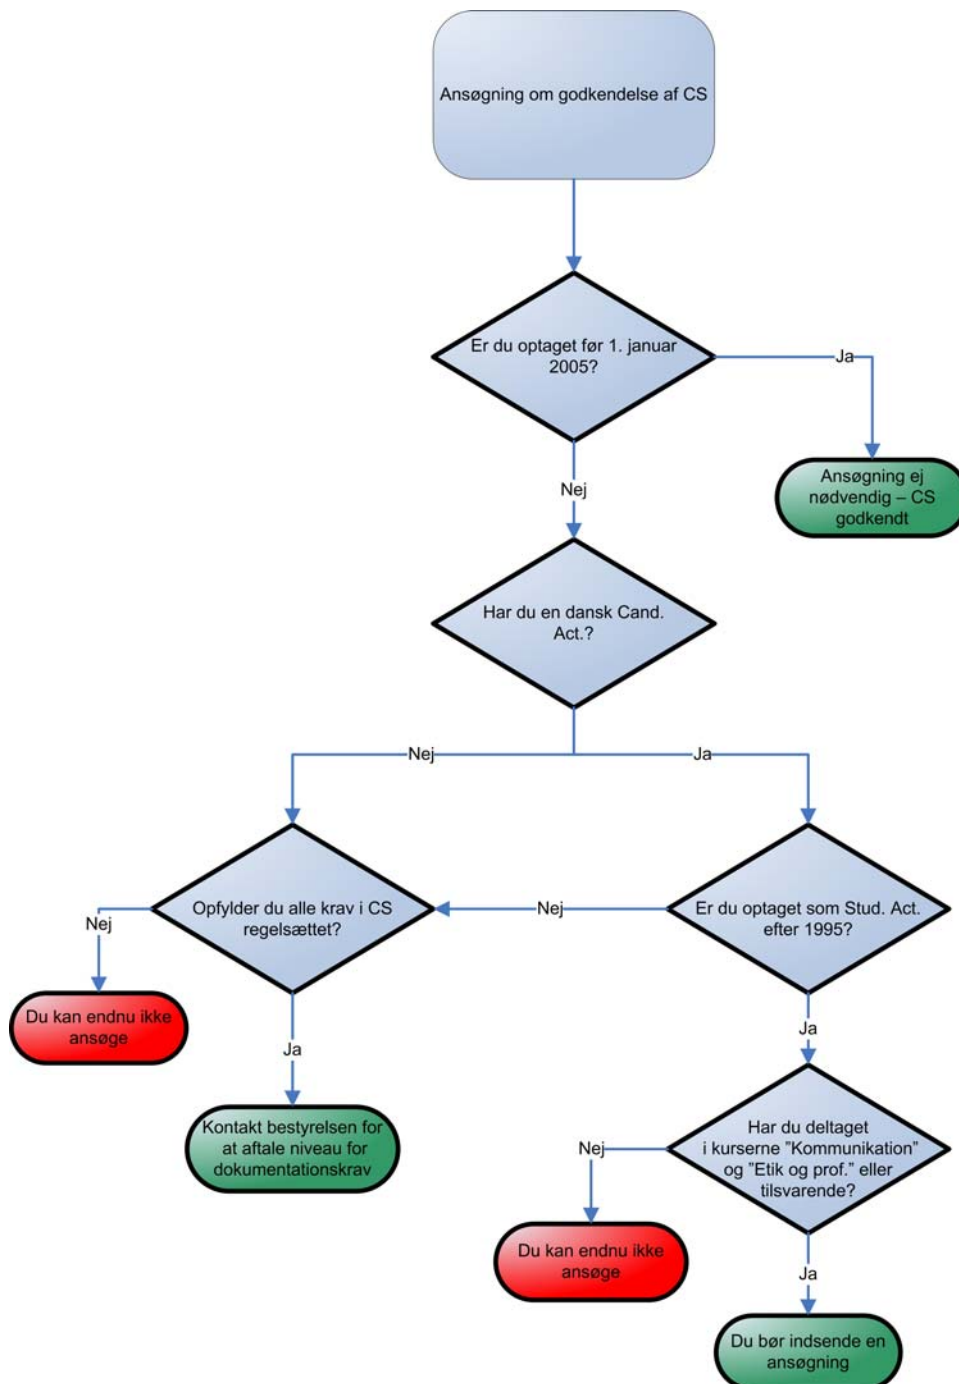 Ansøgning om godkendelse af CS
Er du optaget før 1. januar
2005?
Ja
Ansøgning ej
nødvendig – CS
godkendt
Nej
Har du en dansk Cand.
Act.?
Nej
Ja
Opfylder du alle krav i CS
regelsættet?
Nej
Er du optaget som Stud. Act.
efter 1995?
Nej
Du kan endnu ikke
ansøge
Ja
Kontakt bestyrelsen for
at aftale niveau for
dokumentationskrav
Ja
Har du deltaget
i kurserne ”Kommunikation”
og ”Etik og prof.” eller
tilsvarende?
Nej
Du kan endnu ikke
ansøge
Ja
Du bør indsende en
ansøgning